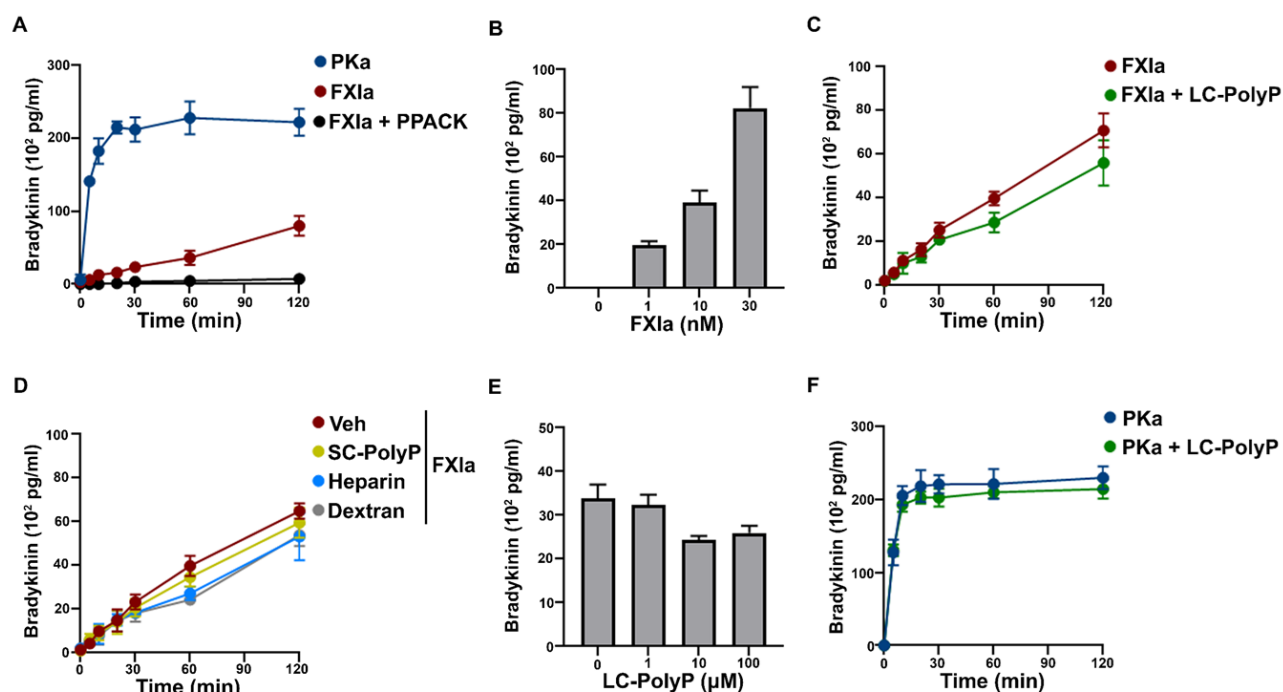 A
PKa
FXIa
FXIa + PPACK
Bradykinin (10² pg/ml)
300
200
100
0
0 30 60 90 120
Time (min)
B
Bradykinin (10² pg/ml)
100
80
60
40
20
0
0 1 10 30
FXIa (nM)
C
FXIa
FXIa + LC-PolyP
Bradykinin (10² pg/ml)
100
80
60
40
20
0
0 30 60 90 120
Time (min)
D
Veh
SC-PolyP
Heparin
Dextran
FXIa
Bradykinin (10² pg/ml)
100
80
60
40
20
0
0 30 60 90 120
Time (min)
E
Bradykinin (10² pg/ml)
50
40
30
20
10
0
0 1 10 100
LC-PolyP (µM)
F
PKa
PKa + LC-PolyP
Bradykinin (10² pg/ml)
300
200
100
0
0 30 60 90 120
Time (min)